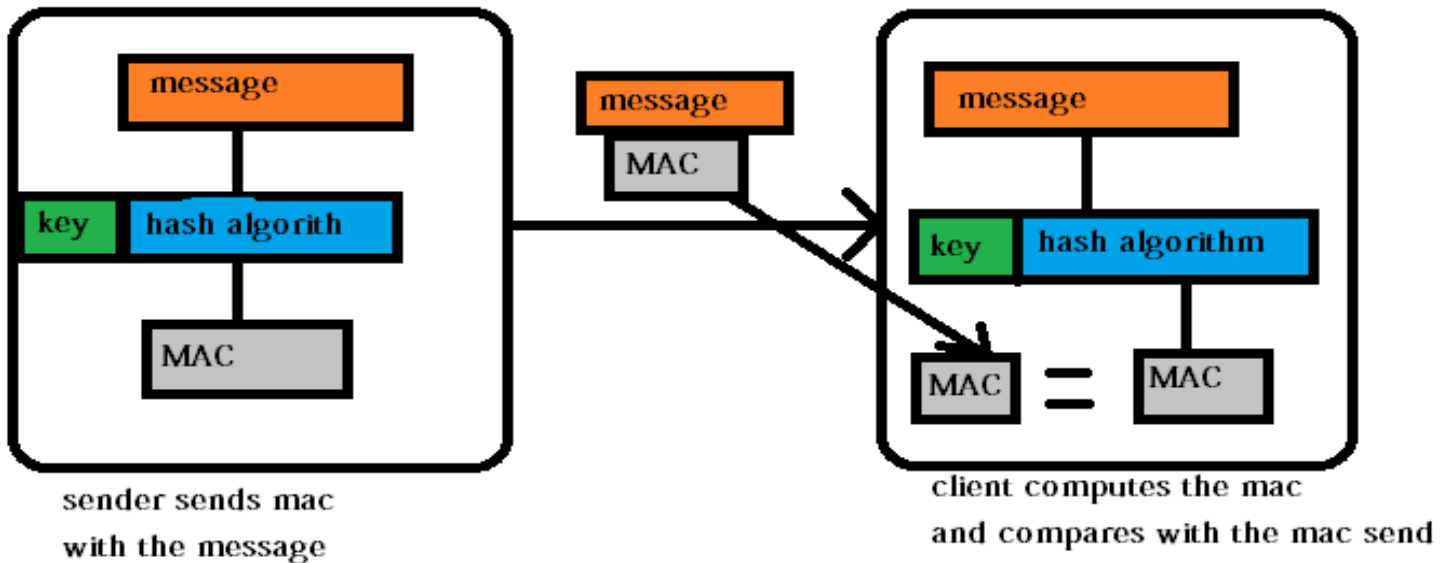 message
key
hash algorith
MAC
sender sends mac
with the message
message
MAC
message
key
hash algorithm
MAC
=
MAC
client computes the mac
and compares with the mac send